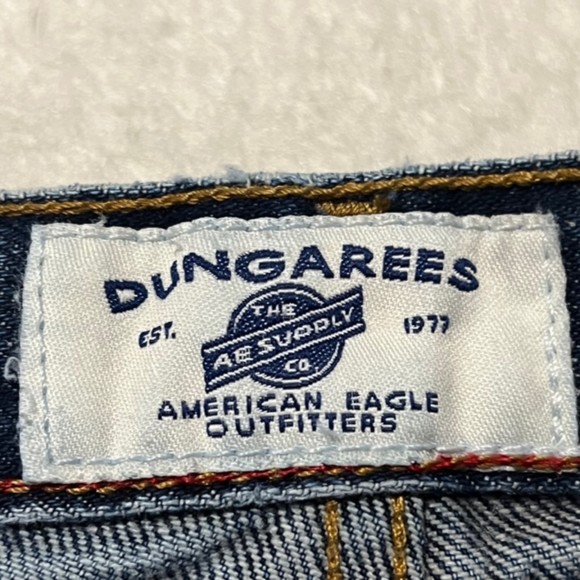 DUNGAREES
EST. 1977
THE
AE SUPPLY
CO.
AMERICAN EAGLE
OUTFITTERS